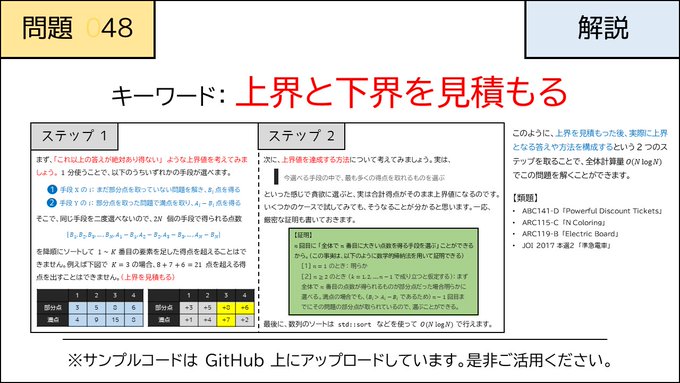 問題 048
解説
キーワード: 上界と下界を見積もる
ステップ 1
まず、「これ以上の答えが絶対あり得ない」ような上界値を考えてみま
しょう。1 分使うことで、以下のうちいずれかの手段が選べます。
1 手段 X の i: まだ部分点を取っていない問題を解き、Bi 点を得る
2 手段 Y の i: 部分点を取った問題で満点を取り、Ai − Bi 点を得る
そこで、同じ手段を二度選べないので、2N 個の手段で得られる点数
{B1, B2, B3, …, BN, A1 − B1, A2 − B2, A3 − B3, …, AN − BN}
を降順にソートして 1 ~ K 番目の要素を足した得点を超えることはで
きません。例えば下図で K = 3 の場合、8 + 7 + 6 = 21 点を超える得
点を出すことはできません。(上界を見積もる)
1 2 3 4
部分点 3 5 8 6
満点 4 9 15 8
1 2 3 4
部分点 +3 +5 +8 +6
満点 +1 +4 +7 +2
ステップ 2
次に、上界値を達成する方法について考えてみましょう。実は、
今選べる手段の中で、最も多くの得点を取れるものを選ぶ
といった感じで貪欲に選ぶと、実は合計得点がそのまま上界値になるのです。
いくつかのケースで試してみても、そうなることが分かると思います。一応、
厳密な証明も書いておきます。
【証明】
n 回目に「全体で n 番目に大きい点数を得る手段を選ぶ」ことができる
から。(この事実は、以下のように数学的帰納法を用いて証明できる)
[1] n = 1 のとき: 明らか
[2] n ≥ 2 のとき (k = 1, 2, …, n − 1 で成り立つと仮定する): まず
全体で n 番目の点数が得られるものが部分点だった場合明らかに
選べる。満点の場合でも、(Bi > Ai − Bi であるため) n − 1 回目ま
でにその問題の部分点が取られているので、選ぶことができる。
最後に、数列のソートは std::sort などを使って O(N log N) で行えます。
このように、上界を見積もった後、実際に上界
となる答えや方法を構成するという 2 つのス
テップを取ることで、全体計算量 O(N log N)
でこの問題を解くことができます。
【類題】
• ABC141-D「Powerful Discount Tickets」
• ABC115-C「N Coloring」
• ABC119-B「Electric Board」
• JOI 2017 本選2「準急電車」
※サンプルコードは GitHub 上にアップロードしています。是非ご活用ください。